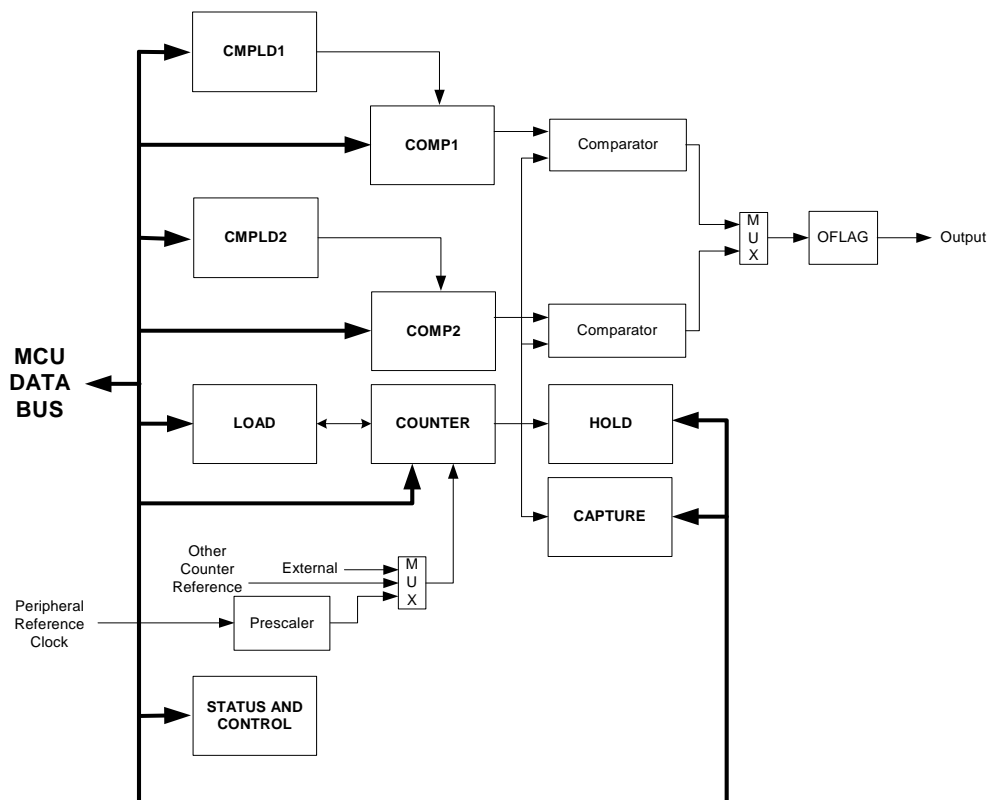 CMPLD1
COMP1
Comparator
CMPLD2
M
U
X
OFLAG
Output
COMP2
Comparator
MCU
DATA
BUS
LOAD
COUNTER
HOLD
CAPTURE
Other
Counter
Reference
External
M
U
X
Peripheral
Reference
Clock
Prescaler
STATUS AND
CONTROL